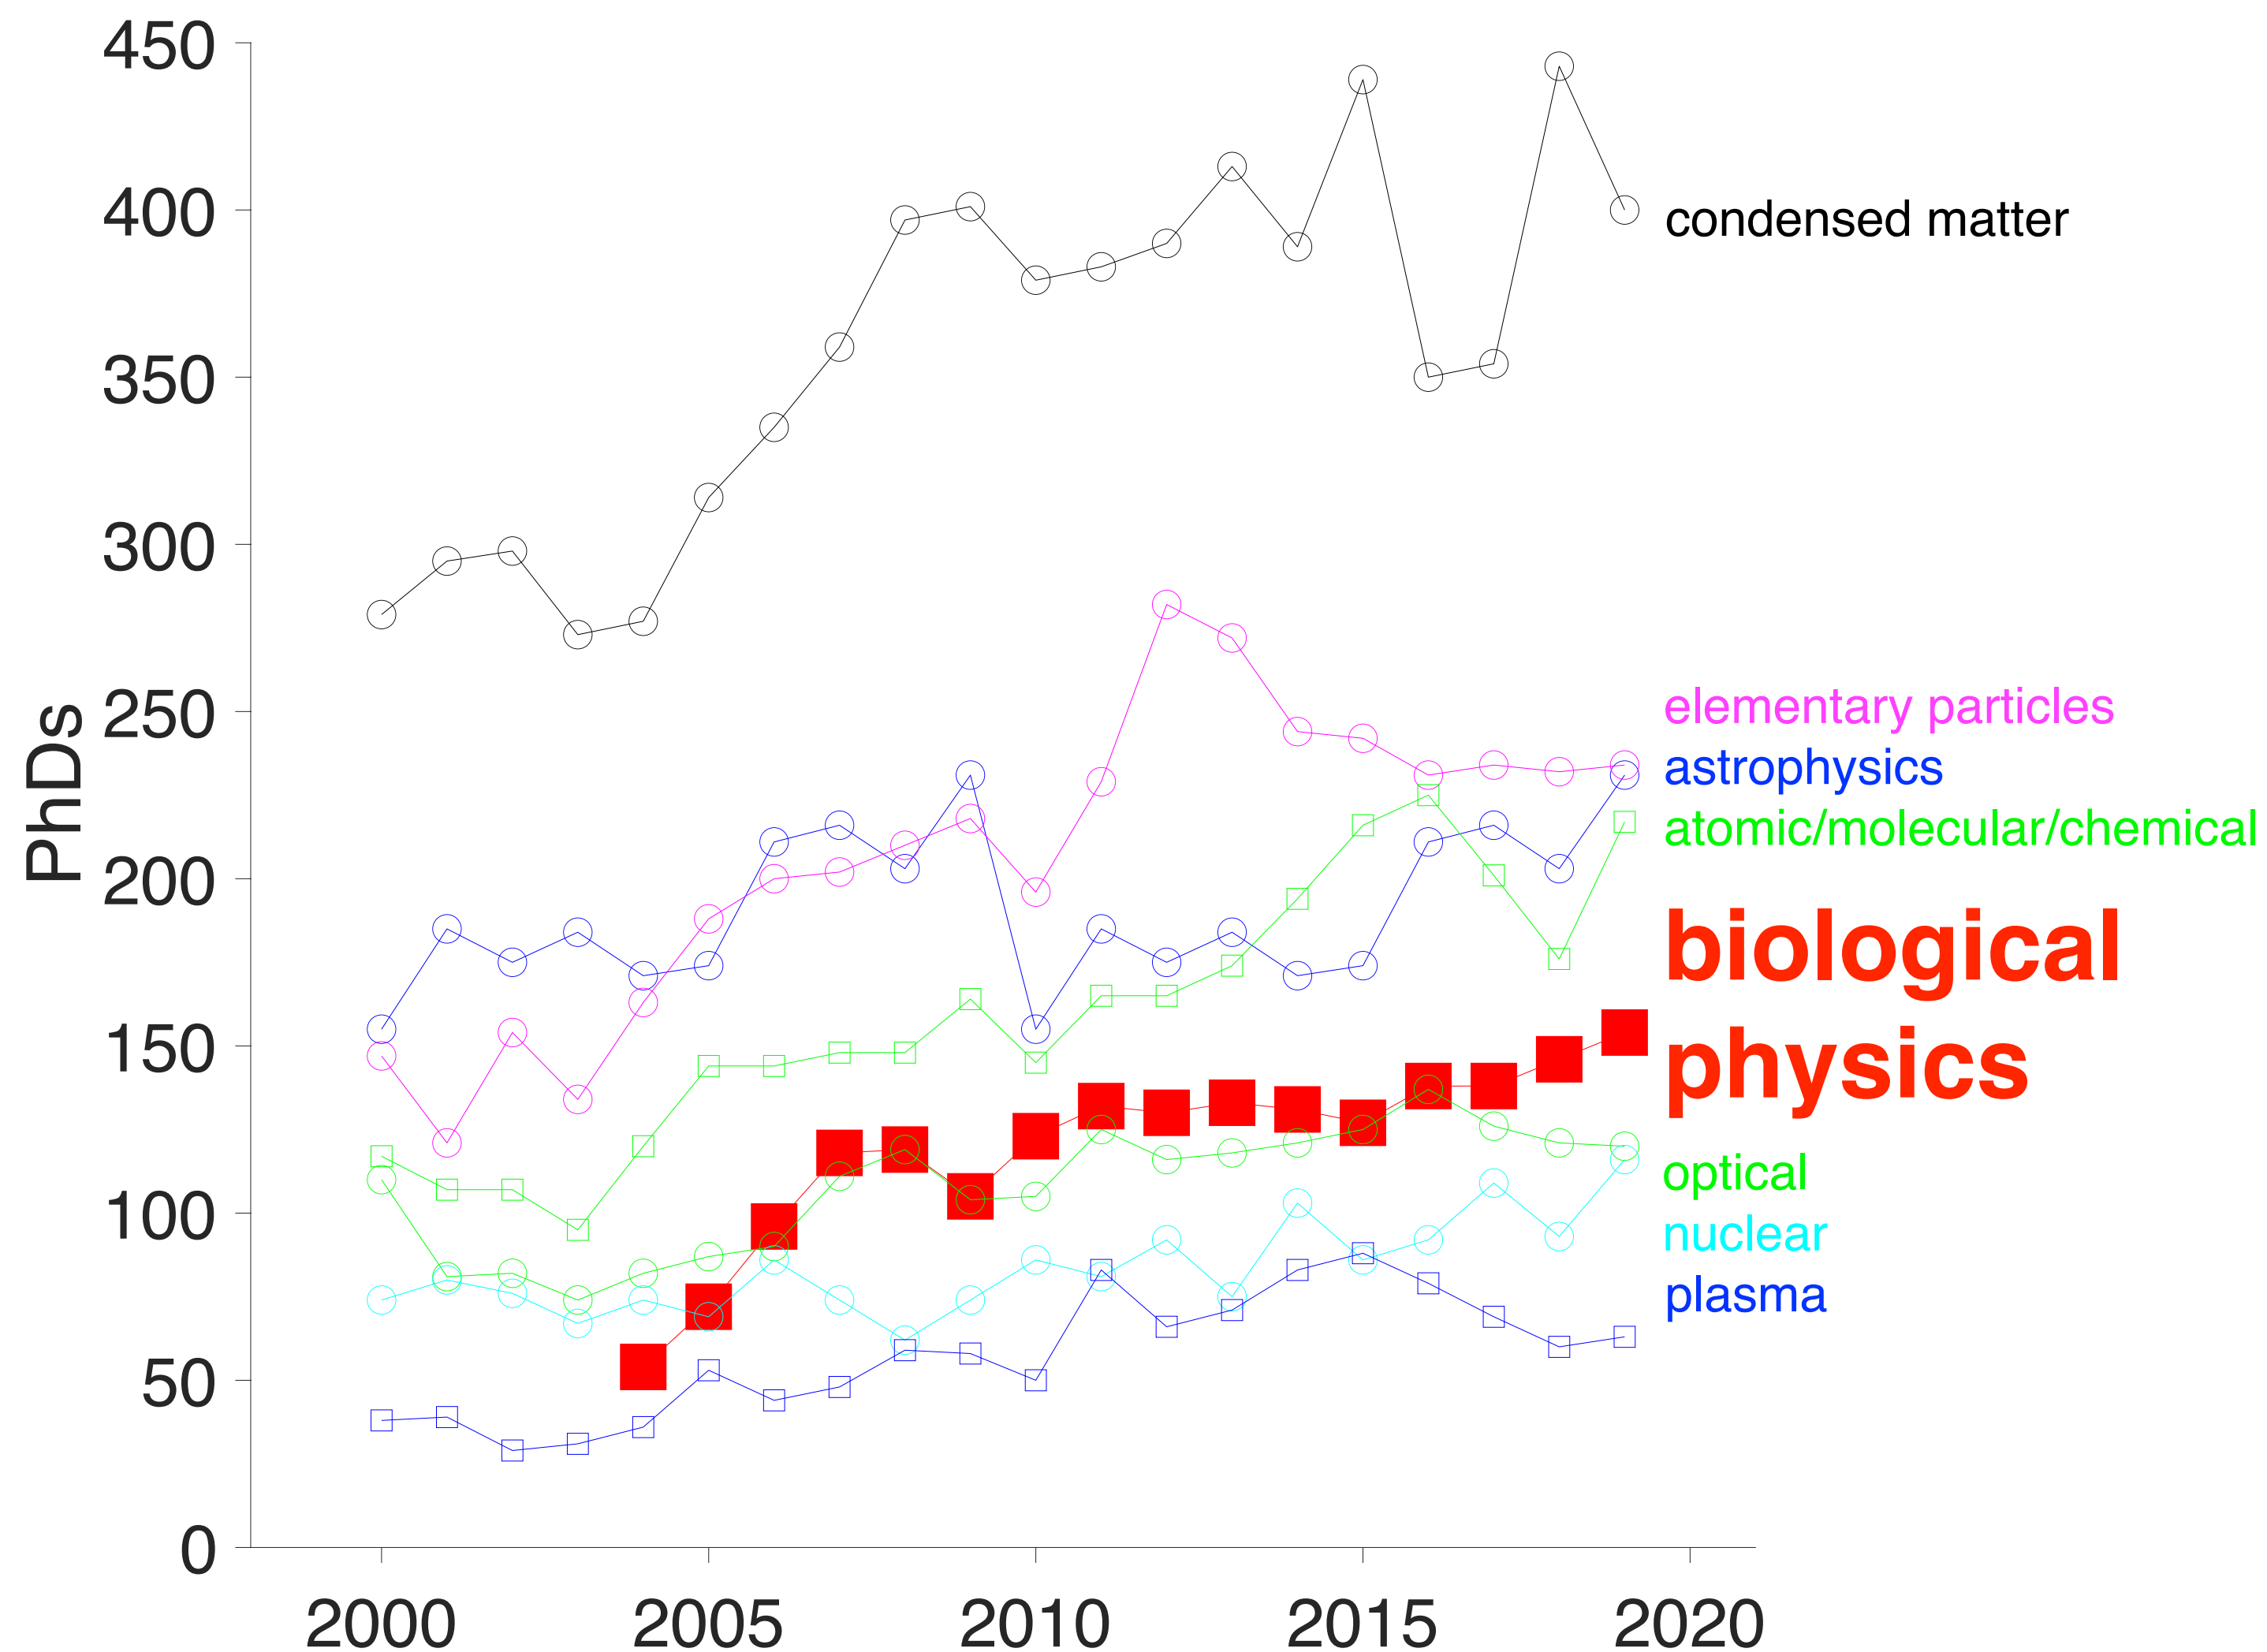 450
400
350
300
250
200
150
100
50
0
PhDs
2000 2005 2010 2015 2020
condensed matter
elementary particles
astrophysics
atomic/molecular/chemical
biological
physics
optical
nuclear
plasma